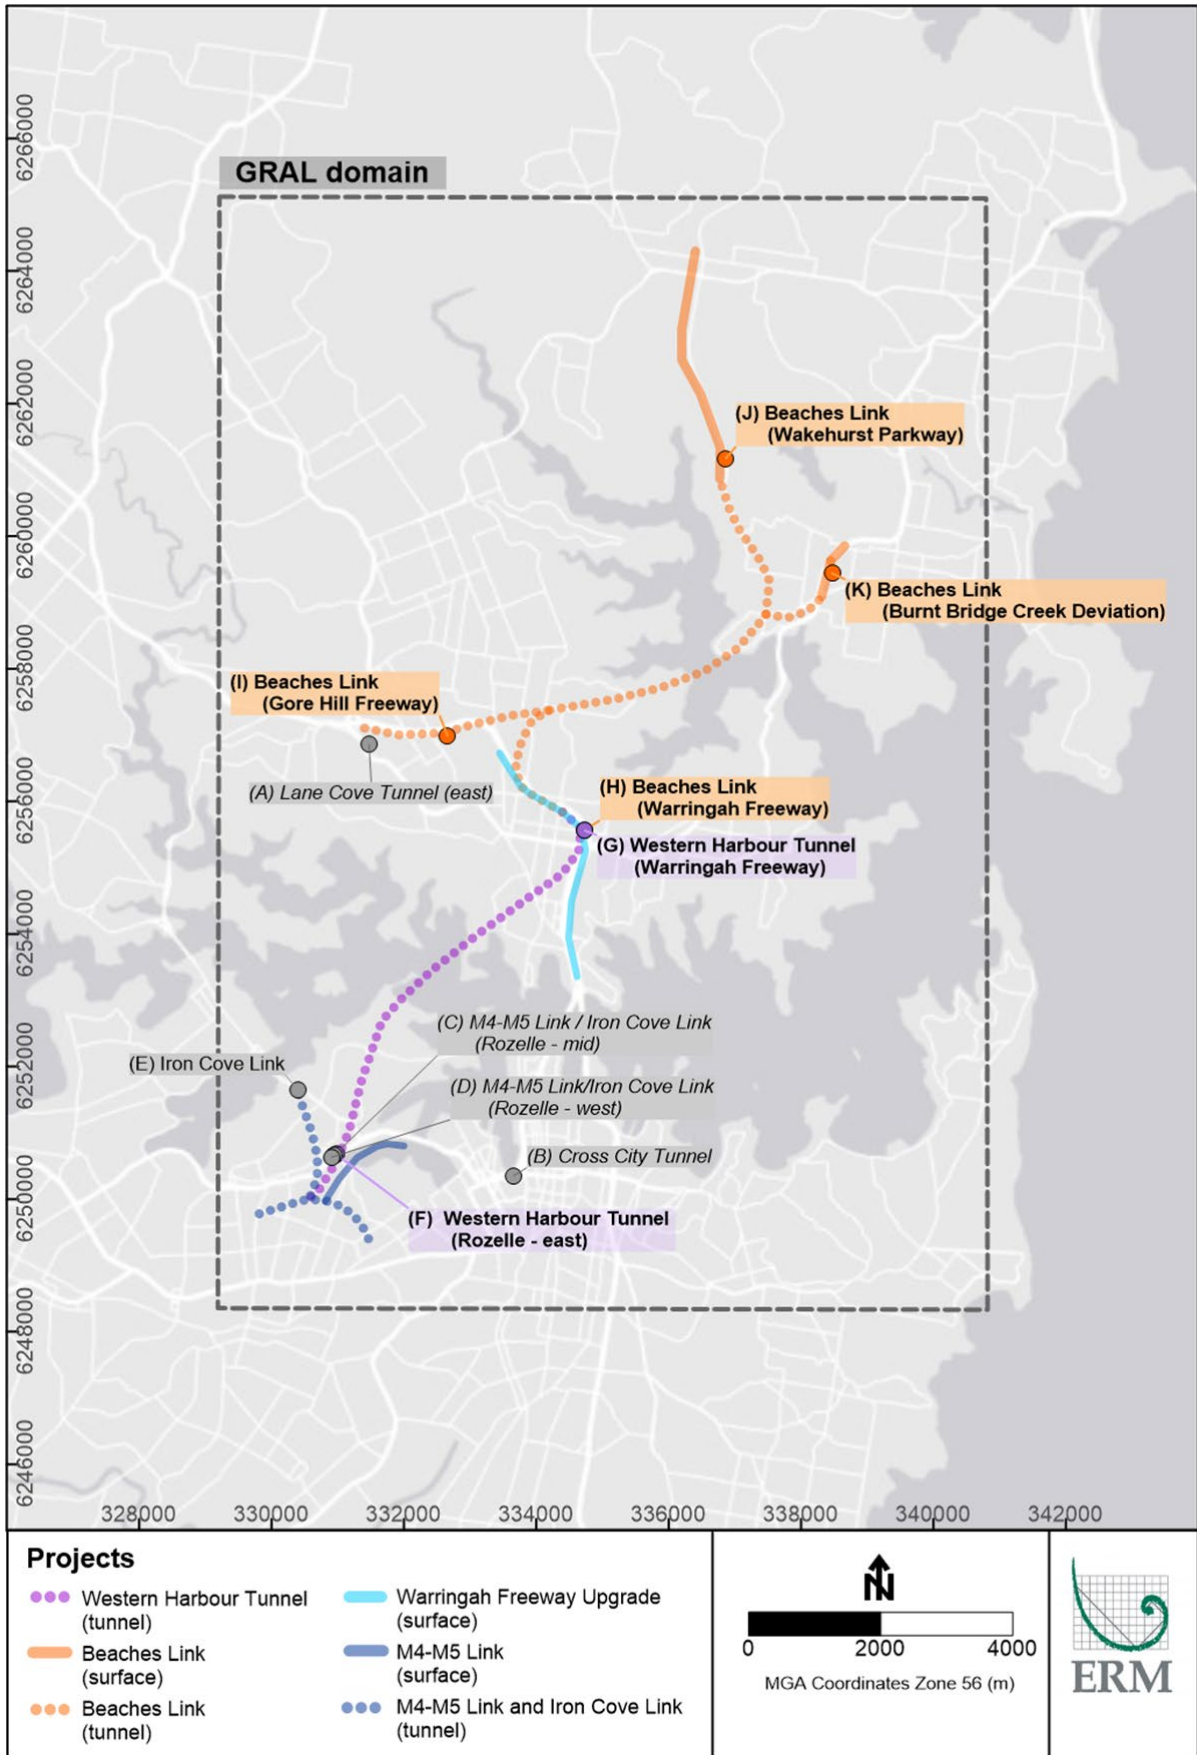 GRAL domain
6266000
6264000
6262000
6260000
6258000
6256000
6254000
6252000
6250000
6248000
6246000
(J) Beaches Link
(Wakehurst Parkway)
(K) Beaches Link
(Burnt Bridge Creek Deviation)
(I) Beaches Link
(Gore Hill Freeway)
(A) Lane Cove Tunnel (east)
(H) Beaches Link
(Warringah Freeway)
(G) Western Harbour Tunnel
(Warringah Freeway)
(C) M4-M5 Link / Iron Cove Link
(Rozelle - mid)
(E) Iron Cove Link
(D) M4-M5 Link/Iron Cove Link
(Rozelle - west)
(B) Cross City Tunnel
(F) Western Harbour Tunnel
(Rozelle - east)
328000 330000 332000 334000 336000 338000 340000 342000
Projects
Western Harbour Tunnel
(tunnel)
Beaches Link
(surface)
Beaches Link
(tunnel)
Warringah Freeway Upgrade
(surface)
M4-M5 Link
(surface)
M4-M5 Link and Iron Cove Link
(tunnel)
N
0 2000 4000
MGA Coordinates Zone 56 (m)
ERM